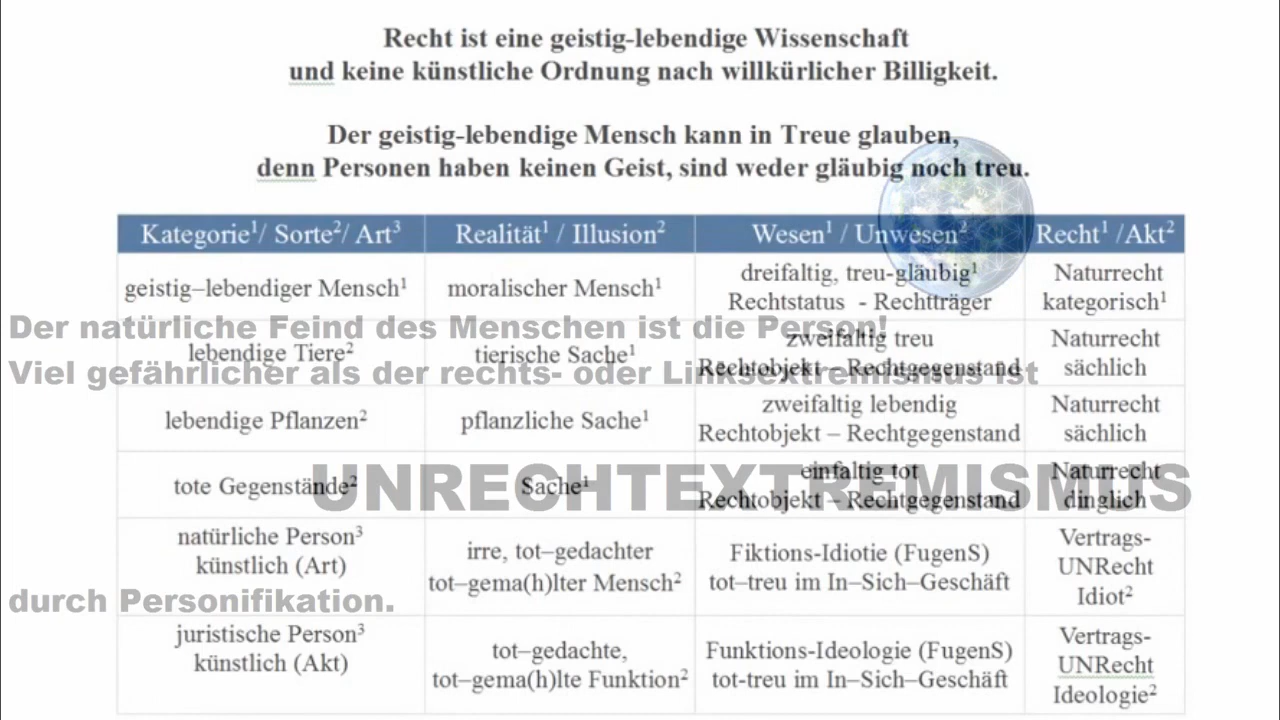 Recht ist eine geistig-lebendige Wissenschaft
und keine künstliche Ordnung nach willkürlicher Billigkeit.
Der geistig-lebendige Mensch kann in Treue glauben,
denn Personen haben keinen Geist, sind weder gläubig noch treu.
Kategorie¹/ Sorte²/ Art³ Realität¹ / Illusion² Wesen¹ / Unwesen² Recht¹ /Akt²
geistig–lebendiger Mensch¹ moralischer Mensch¹ dreifaltig, treu-gläubig¹ Naturrecht
Rechtstatus - Rechtträger kategorisch¹
Der natürliche Feind des Menschen ist die Person!
lebendige Tiere² tierische Sache¹ zweifaltig treu Naturrecht
Rechtobjekt – Rechtgegenstand sächlich
Viel gefährlicher als der rechts- oder Linksextremismus ist
lebendige Pflanzen² pflanzliche Sache¹ zweifaltig lebendig Naturrecht
Rechtobjekt – Rechtgegenstand sächlich
tote Gegenstände² Sache¹ einfaltig tot Naturrecht
Rechtobjekt – Rechtgegenstand dinglich
UNRECHTEXTREMISMUS
natürliche Person³ irre, tot–gedachter Fiktions-Idiotie (FugenS) Vertrags-
künstlich (Art) tot–gema(h)lter Mensch² tot–treu im In–Sich–Geschäft UNRecht
Idiot²
durch Personifikation.
juristische Person³ tot–gedachte, Funktions-Ideologie (FugenS) Vertrags-
künstlich (Akt) tot–gema(h)lte Funktion² tot-treu im In–Sich–Geschäft UNRecht
Ideologie²